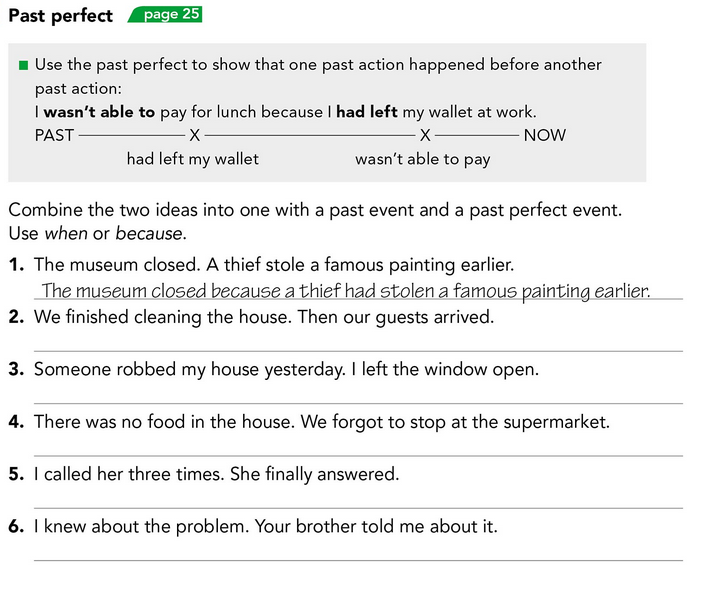 Past perfect page 25
Use the past perfect to show that one past action happened before another
past action:
I wasn't able to pay for lunch because I had left my wallet at work.
PAST X X NOW
had left my wallet wasn't able to pay
Combine the two ideas into one with a past event and a past perfect event.
Use when or because.
1. The museum closed. A thief stole a famous painting earlier.
The museum closed because a thief had stolen a famous painting earlier.
2. We finished cleaning the house. Then our guests arrived.
3. Someone robbed my house yesterday. I left the window open.
4. There was no food in the house. We forgot to stop at the supermarket.
5. I called her three times. She finally answered.
6. I knew about the problem. Your brother told me about it.